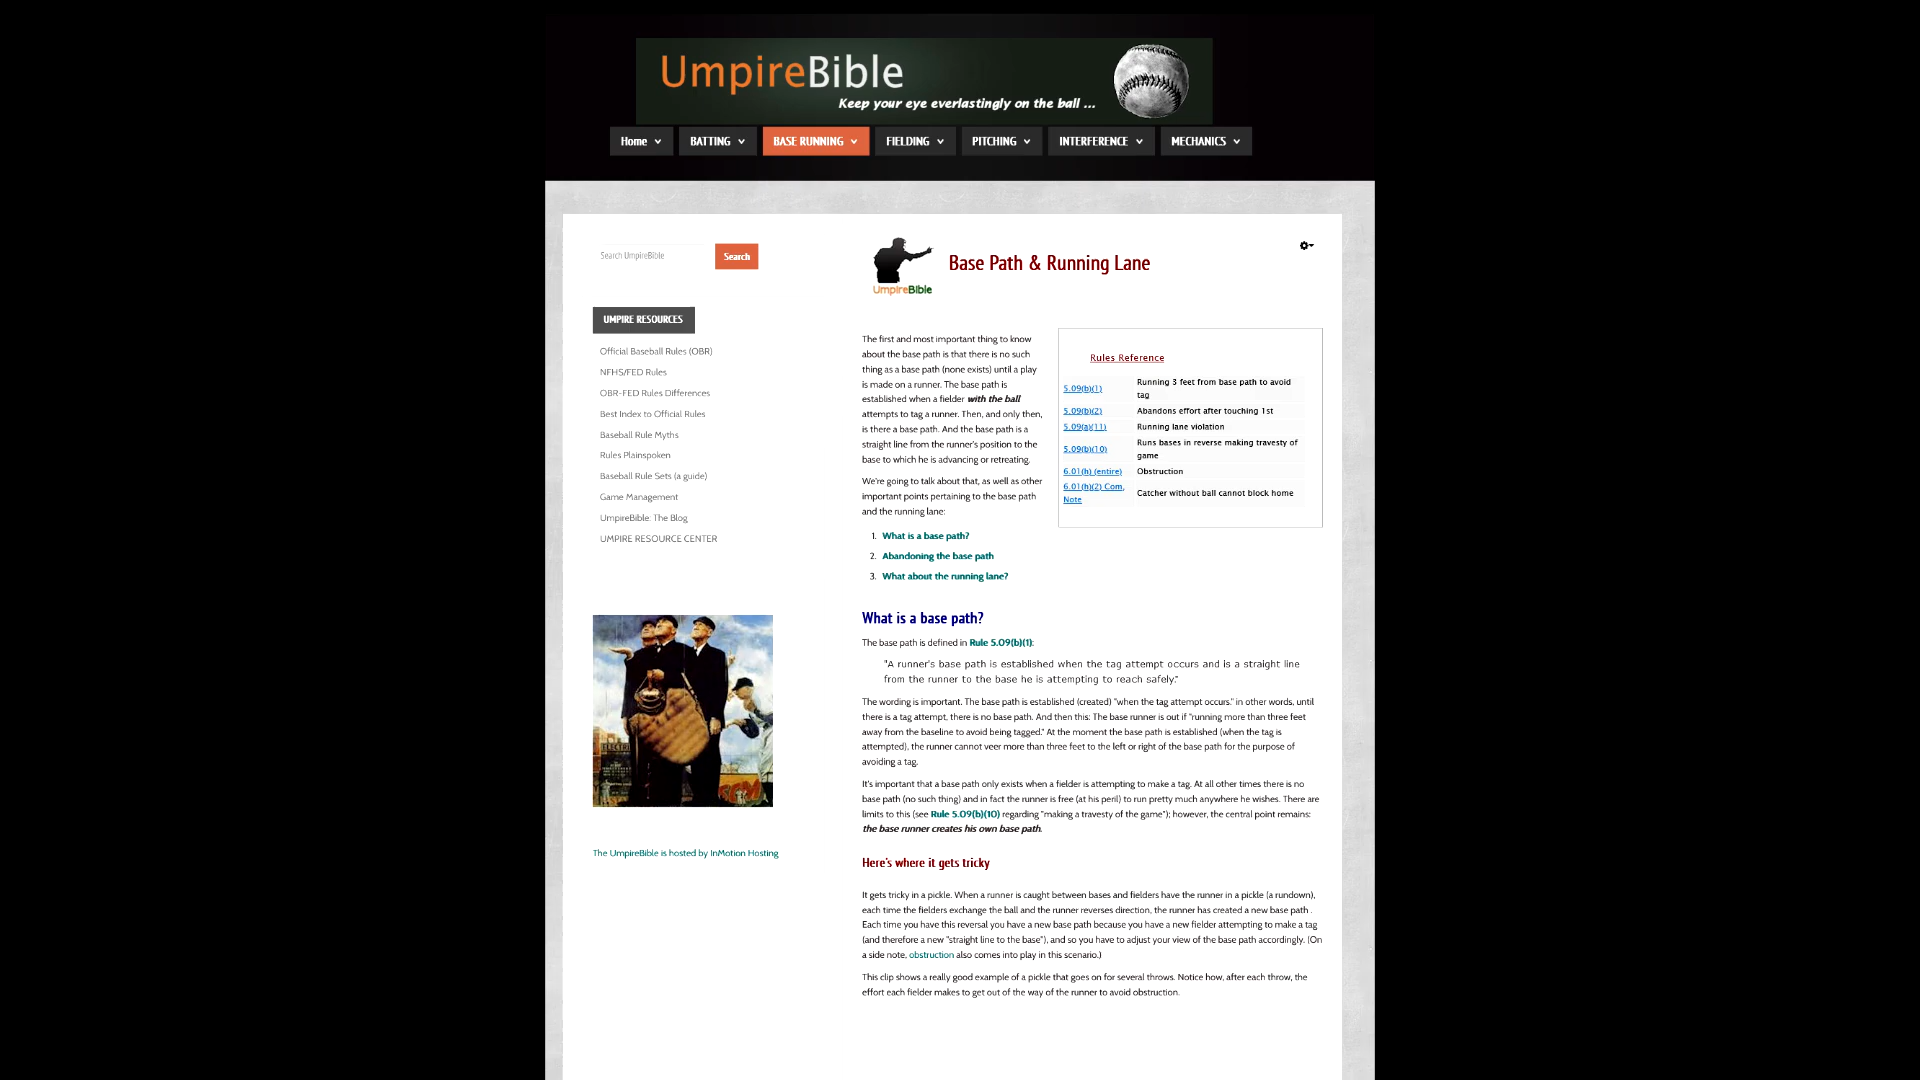 UmpireBible
Keep your eye everlastingly on the ball ...
Home
BATTING
BASE RUNNING
FIELDING
PITCHING
INTERFERENCE
MECHANICS
Search UmpireBible
Search
UMPIRE RESOURCES
Official Baseball Rules (OBR)
NFHS/FED Rules
OBR-FED Rules Differences
Best Index to Official Rules
Baseball Rule Myths
Rules Plainspoken
Baseball Rule Sets (a guide)
Game Management
UmpireBible: The Blog
UMPIRE RESOURCE CENTER
The UmpireBible is hosted by InMotion Hosting
UmpireBible
Base Path & Running Lane
The first and most important thing to know
about the base path is that there is no such
thing as a base path (none exists) until a play
is made on a runner. The base path is
established when a fielder with the ball
attempts to tag a runner. Then, and only then,
is there a base path. And the base path is a
straight line from the runner's position to the
base to which he is advancing or retreating.
We're going to talk about that, as well as other
important points pertaining to the base path
and the running lane:
Rules Reference
5.09(b)(1) Running 3 feet from base path to avoid
tag
5.09(b)(2) Abandons effort after touching 1st
5.09(a)(11) Running lane violation
5.09(b)(10) Runs bases in reverse making travesty of
game
6.01(h) (entire) Obstruction
6.01(h)(2) Com, Note Catcher without ball cannot block home
1. What is a base path?
2. Abandoning the base path
3. What about the running lane?
What is a base path?
The base path is defined in Rule 5.09(b)(1):
"A runner's base path is established when the tag attempt occurs and is a straight line
from the runner to the base he is attempting to reach safely."
The wording is important. The base path is established (created) "when the tag attempt occurs." in other words, until
there is a tag attempt, there is no base path. And then this: The base runner is out if "running more than three feet
away from the baseline to avoid being tagged." At the moment the base path is established (when the tag is
attempted), the runner cannot veer more than three feet to the left or right of the base path for the purpose of
avoiding a tag.
It's important that a base path only exists when a fielder is attempting to make a tag. At all other times there is no
base path (no such thing) and in fact the runner is free (at his peril) to run pretty much anywhere he wishes. There are
limits to this (see Rule 5.09(b)(10) regarding "making a travesty of the game"); however, the central point remains:
the base runner creates his own base path.
Here's where it gets tricky
It gets tricky in a pickle. When a runner is caught between bases and fielders have the runner in a pickle (a rundown),
each time the fielders exchange the ball and the runner reverses direction, the runner has created a new base path .
Each time you have this reversal you have a new base path because you have a new fielder attempting to make a tag
(and therefore a new "straight line to the base"), and so you have to adjust your view of the base path accordingly. (On
a side note, obstruction also comes into play in this scenario.)
This clip shows a really good example of a pickle that goes on for several throws. Notice how, after each throw, the
effort each fielder makes to get out of the way of the runner to avoid obstruction.